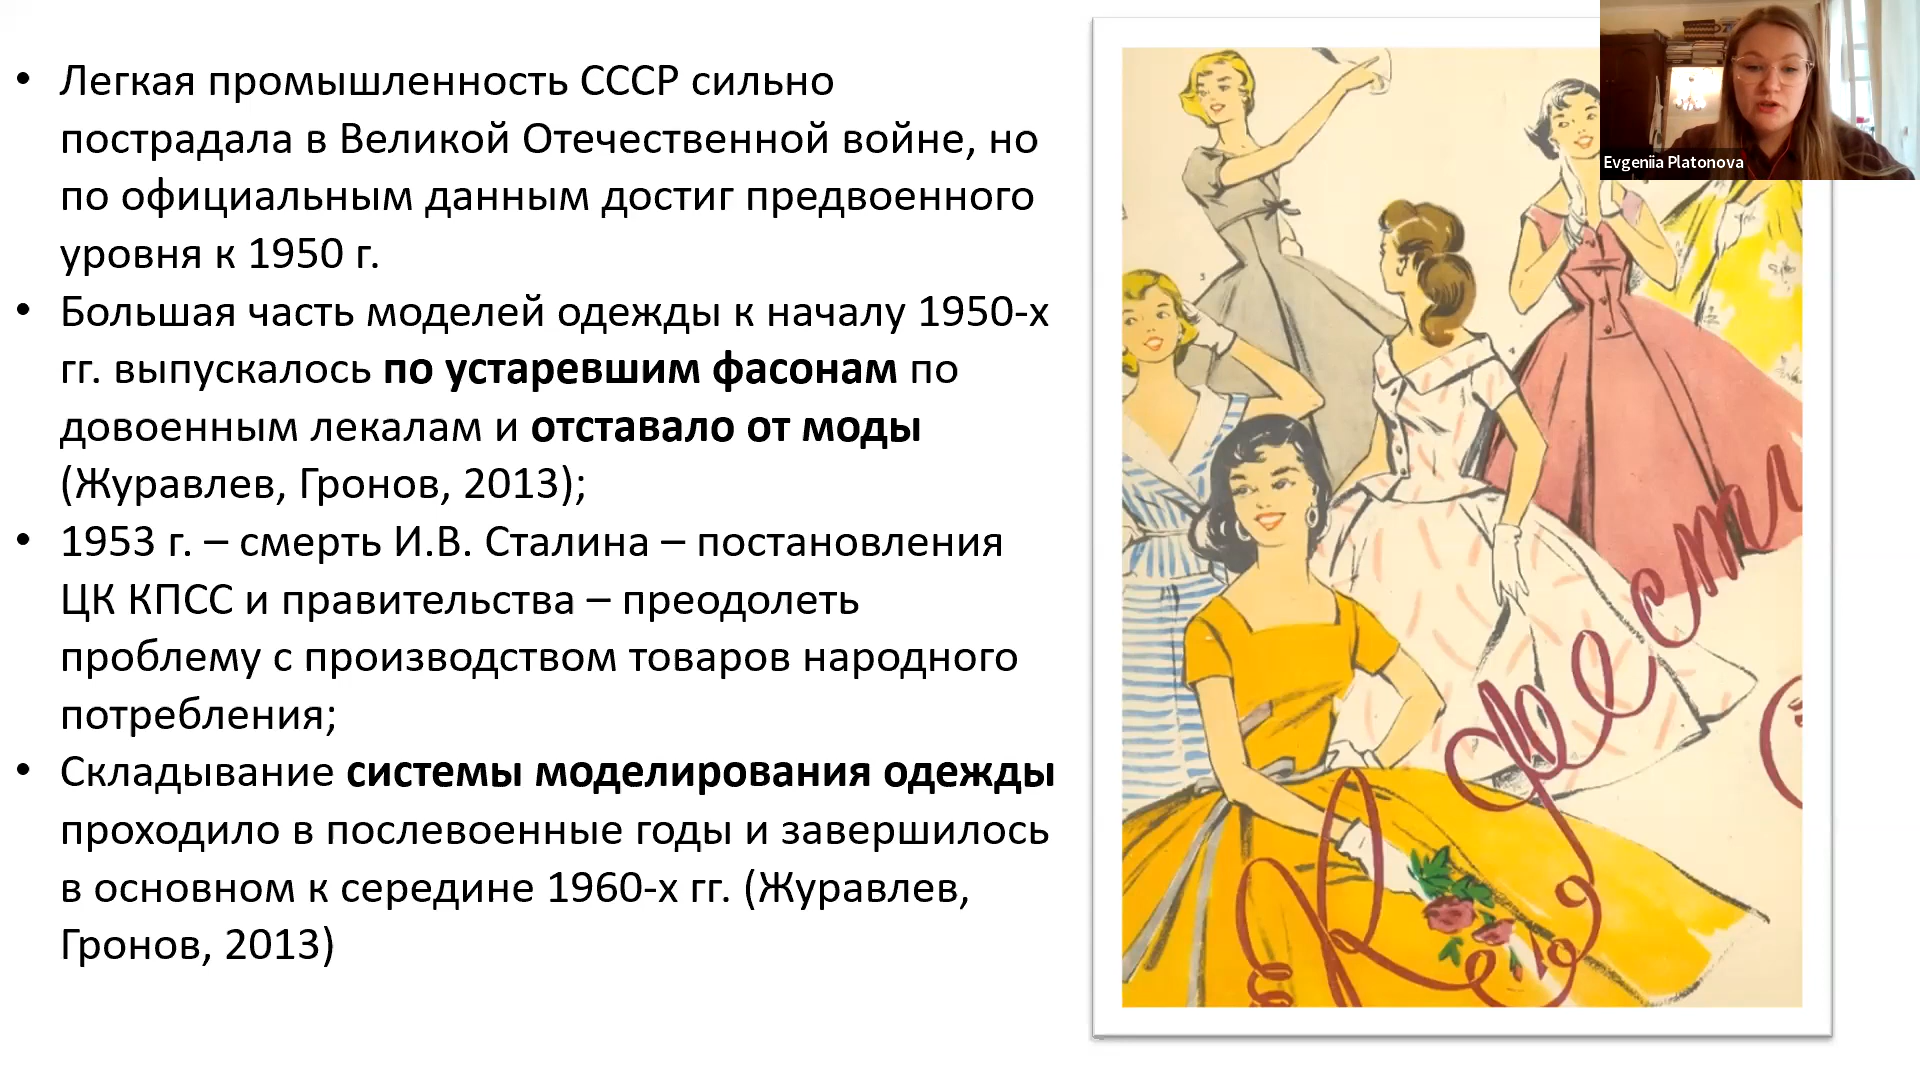 • Легкая промышленность СССР сильно
пострадала в Великой Отечественной войне, но
по официальным данным достиг предвоенного
уровня к 1950 г.
• Большая часть моделей одежды к началу 1950-х
гг. выпускалось по устаревшим фасонам по
довоенным лекалам и отставало от моды
(Журавлев, Гронов, 2013);
• 1953 г. – смерть И.В. Сталина – постановления
ЦК КПСС и правительства – преодолеть
проблему с производством товаров народного
потребления;
• Складывание системы моделирования одежды
проходило в послевоенные годы и завершилось
в основном к середине 1960-х гг. (Журавлев,
Гронов, 2013)
Evgeniia Platonova